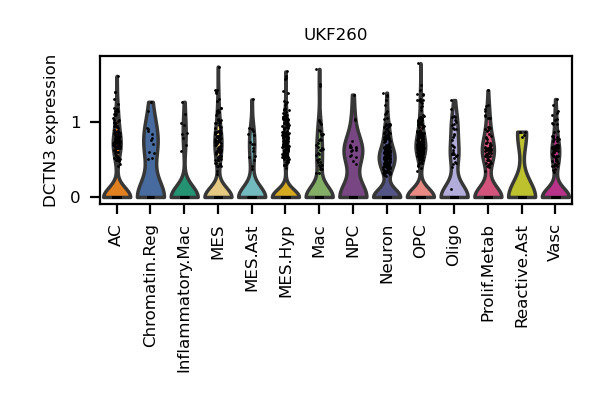 UKF260
DCTN3 expression
1
0
AC
Chromatin.Reg
Inflammatory.Mac
MES
MES.Ast
MES.Hyp
Mac
NPC
Neuron
OPC
Oligo
Prolif.Metab
Reactive.Ast
Vasc